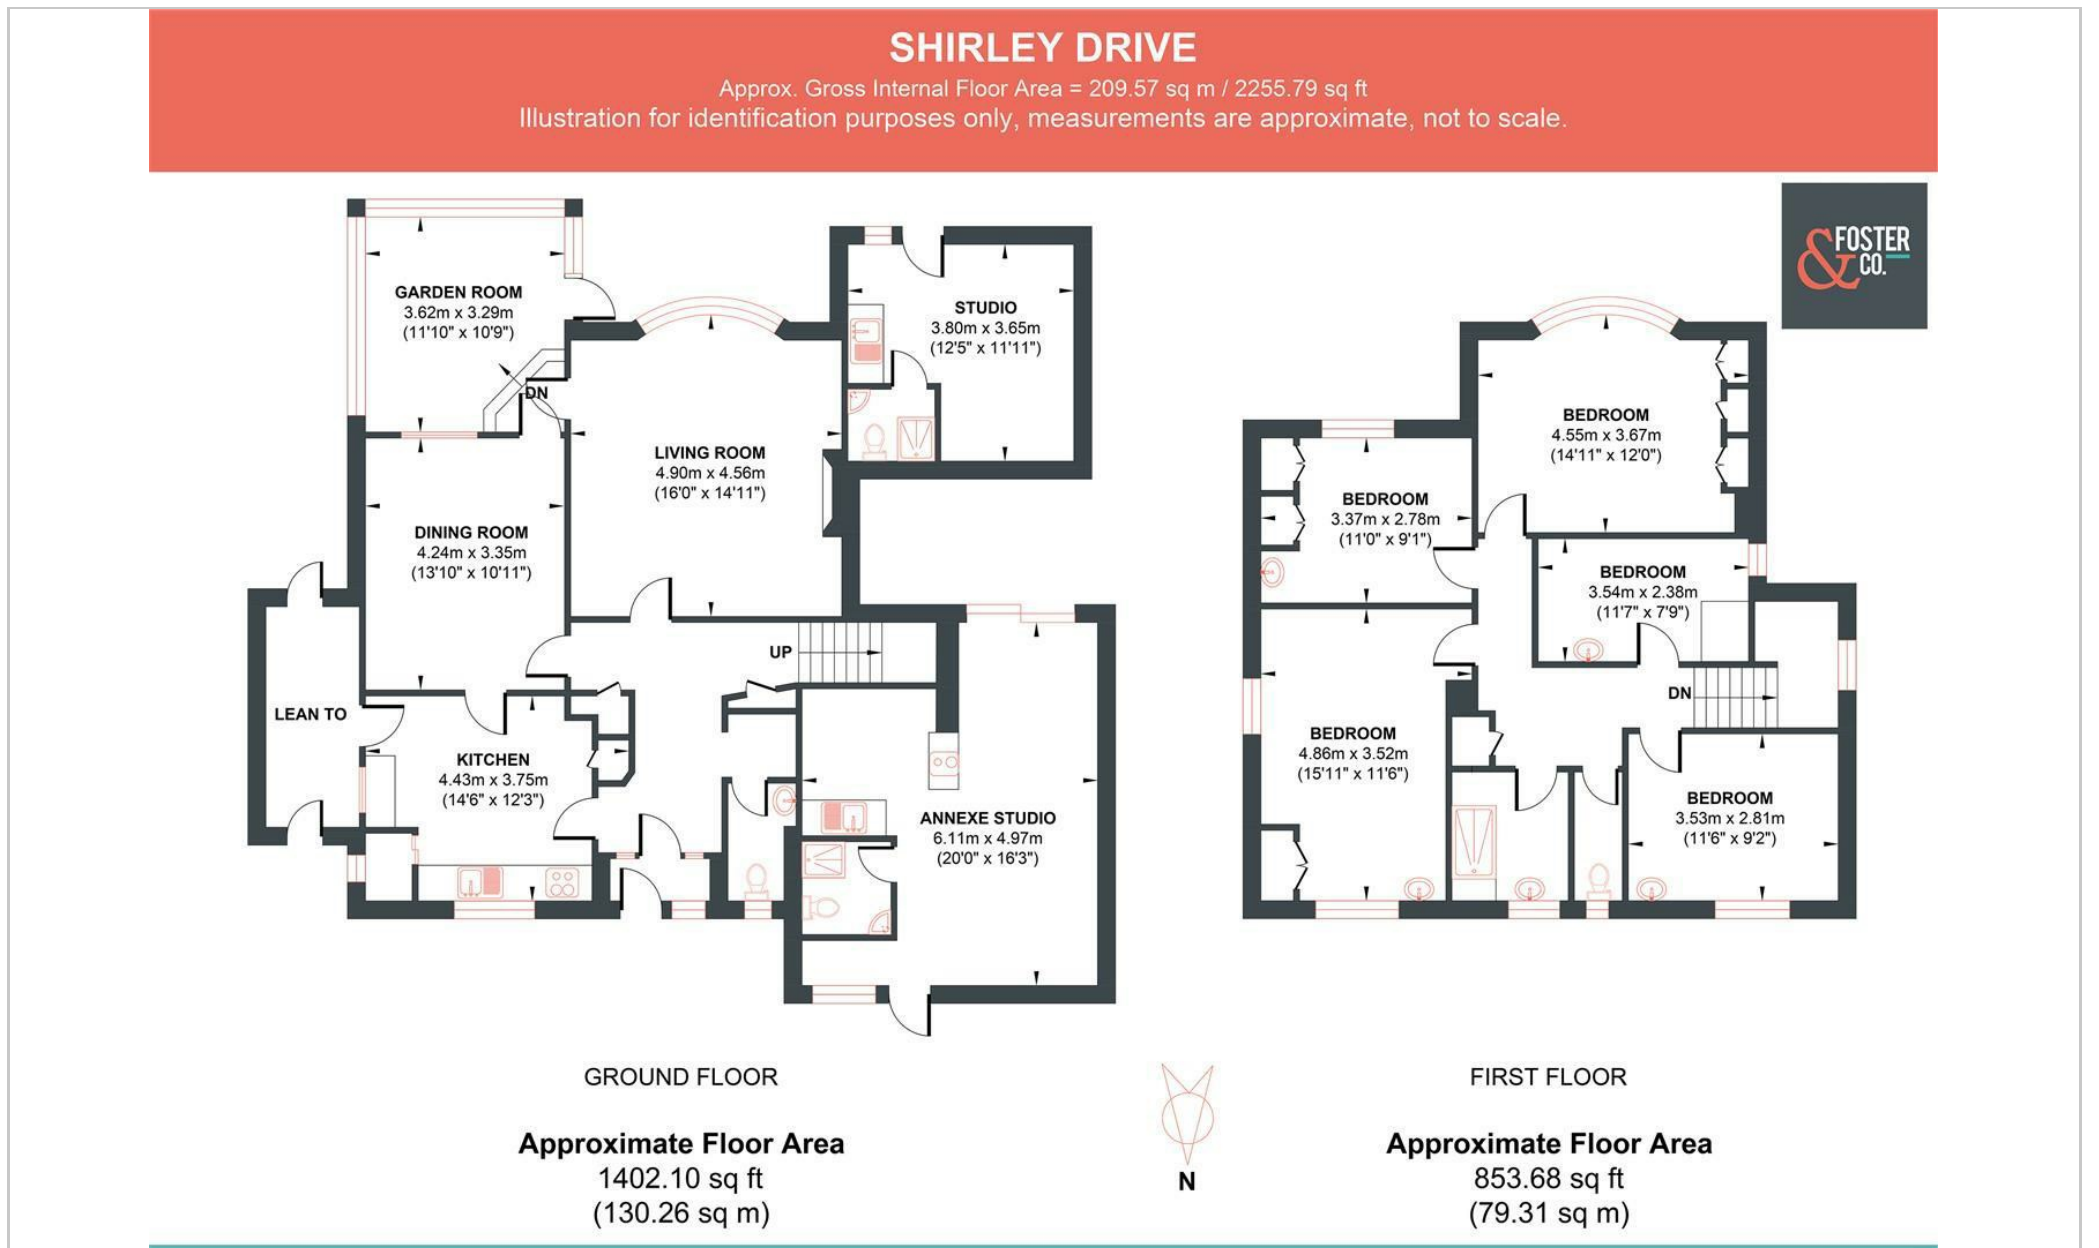 SHIRLEY DRIVE
Approx. Gross Internal Floor Area = 209.57 sq m / 2255.79 sq ft
Illustration for identification purposes only, measurements are approximate, not to scale.
&FOSTER
CO.
GARDEN ROOM
3.62m x 3.29m
(11'10" x 10'9")
DN
STUDIO
3.80m x 3.65m
(12'5" x 11'11")
LIVING ROOM
4.90m x 4.56m
(16'0" x 14'11")
DINING ROOM
4.24m x 3.35m
(13'10" x 10'11")
UP
LEAN TO
KITCHEN
4.43m x 3.75m
(14'6" x 12'3")
ANNEXE STUDIO
6.11m x 4.97m
(20'0" x 16'3")
BEDROOM
4.55m x 3.67m
(14'11" x 12'0")
BEDROOM
3.37m x 2.78m
(11'0" x 9'1")
BEDROOM
3.54m x 2.38m
(11'7" x 7'9")
DN
BEDROOM
4.86m x 3.52m
(15'11" x 11'6")
BEDROOM
3.53m x 2.81m
(11'6" x 9'2")
GROUND FLOOR
Approximate Floor Area
1402.10 sq ft
(130.26 sq m)
N
FIRST FLOOR
Approximate Floor Area
853.68 sq ft
(79.31 sq m)